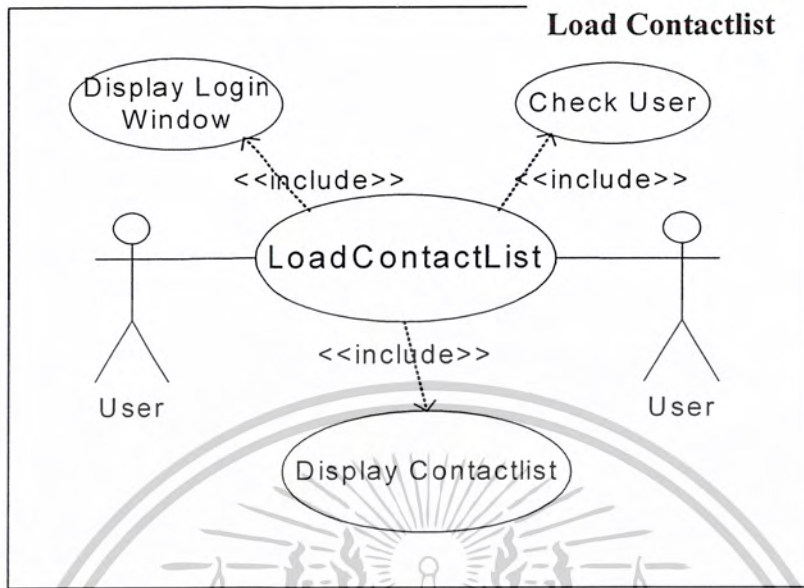 Load Contactlist
Display Login
Window
Check User
<<include>>
<<include>>
LoadContactList
<<include>>
User
User
Display Contactlist